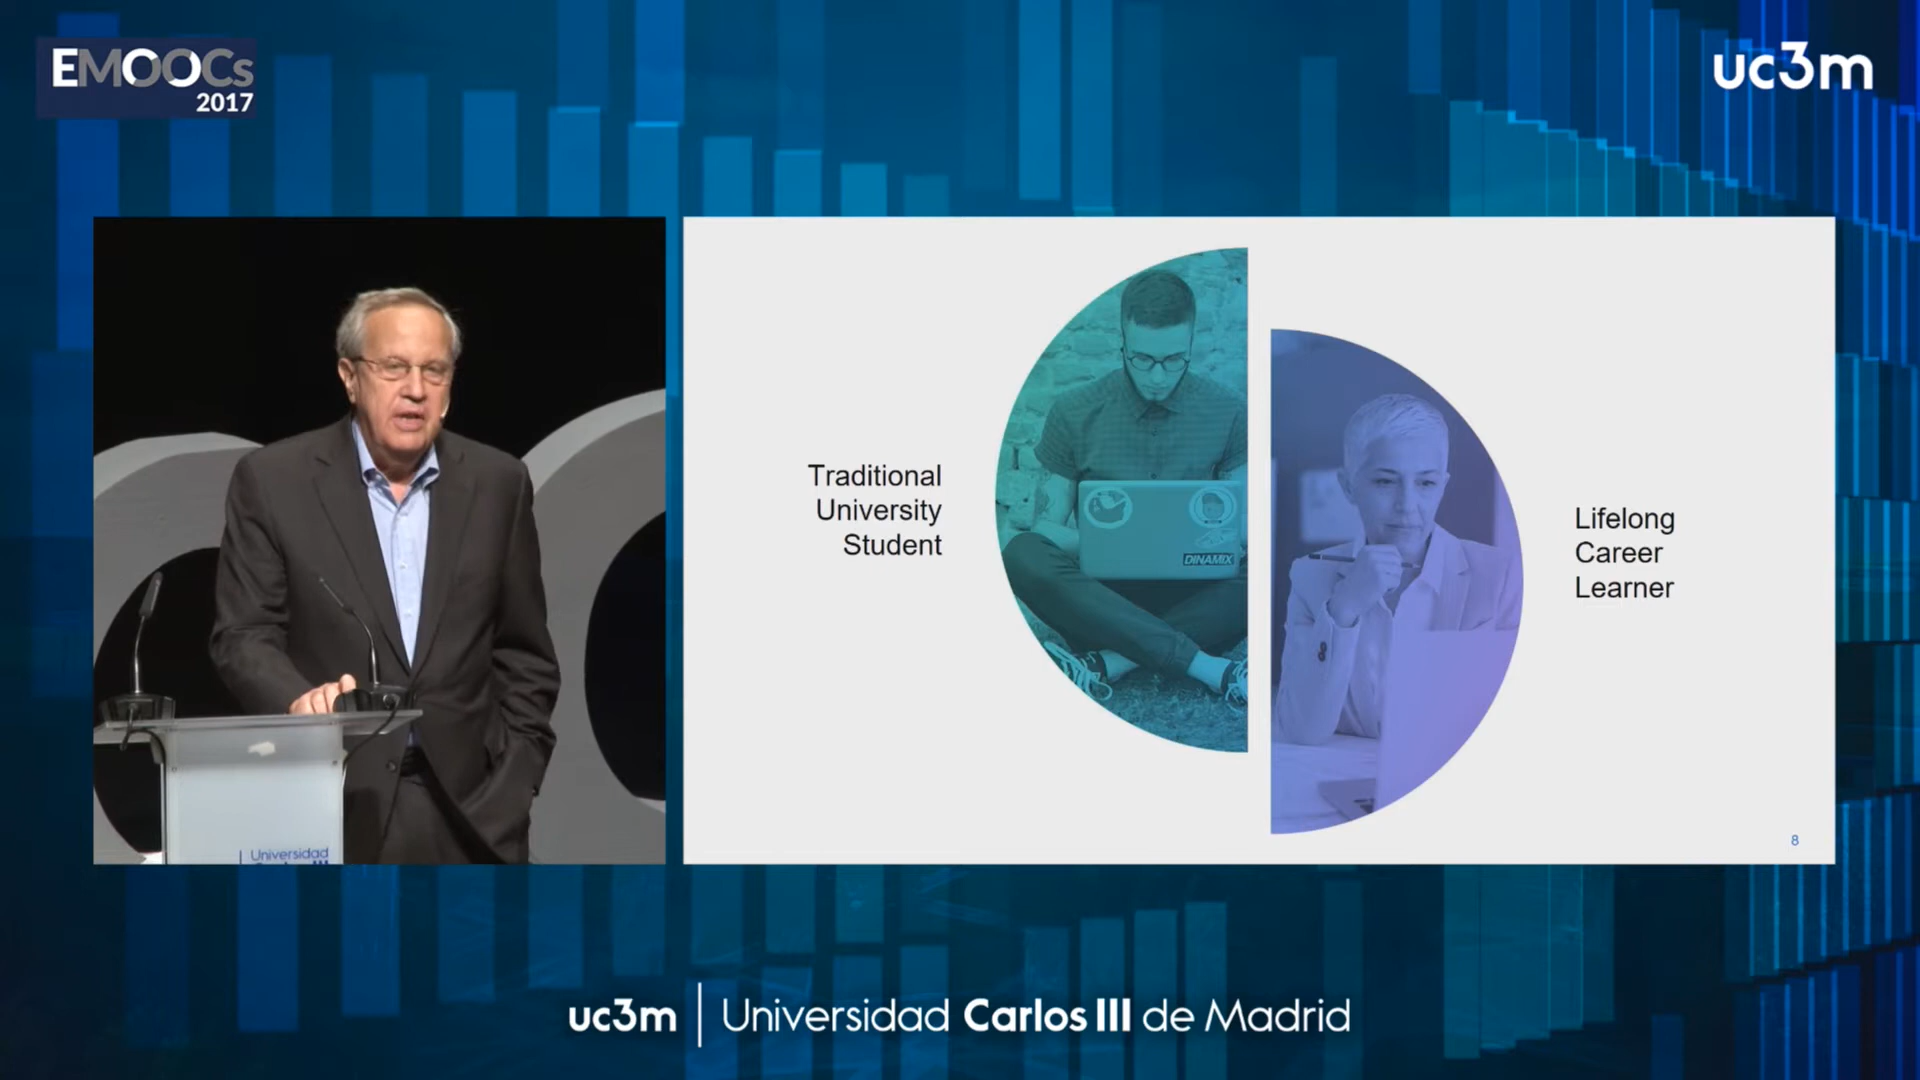 EMOOCs
2017
uc3m
Traditional
University
Student
DINAMIX
Lifelong
Career
Learner
8
Universidad
uc3m | Universidad Carlos III de Madrid